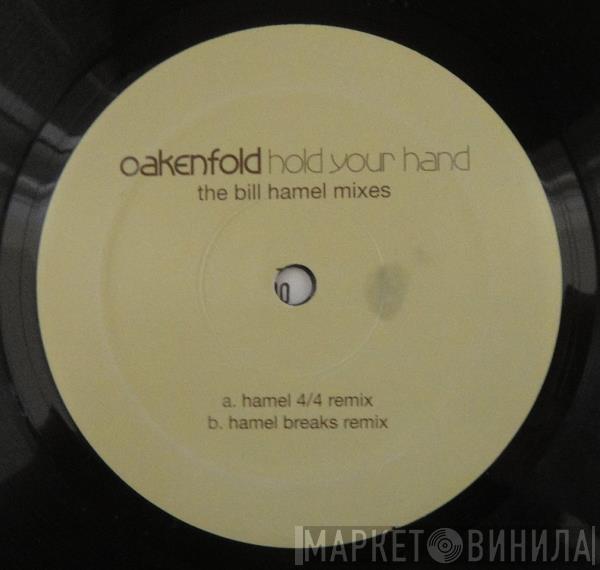 oakenfold hold your hand
the bill hamel mixes
a. hamel 4/4 remix
b. hamel breaks remix
МАРКЕТ ВИНИЛА